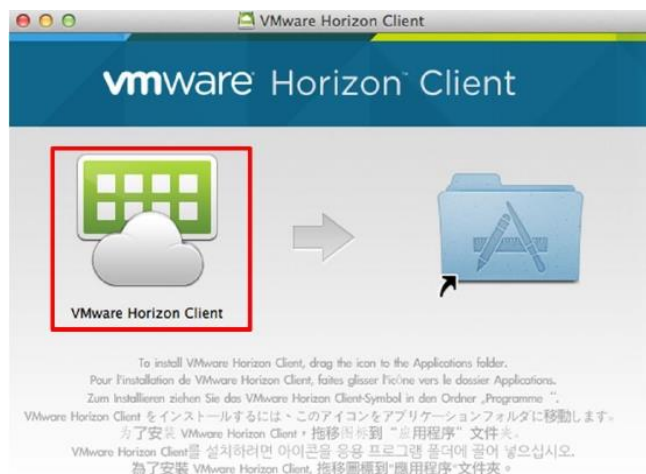 VMware Horizon Client
vmware Horizon™ Client
VMware Horizon Client
To install VMware Horizon Client, drag the icon to the Applications folder.
Pour l'installation de VMware Horizon Client, faites glisser l'icône vers le dossier Applications.
Zum Installieren ziehen Sie das VMware Horizon Client-Symbol in den Ordner „Programme “.
VMware Horizon Client をインストールするには、このアイコンをアプリケーションフォルダに移動します。
为了安装 VMware Horizon Client，拖移图标到 “应用程序” 文件夹。
VMware Horizon Client를 설치하려면 아이콘을 응용 프로그램 폴더에 끌어 넣으십시오.
為了安裝 VMware Horizon Client, 拖移圖標到"應用程序"文件夾。